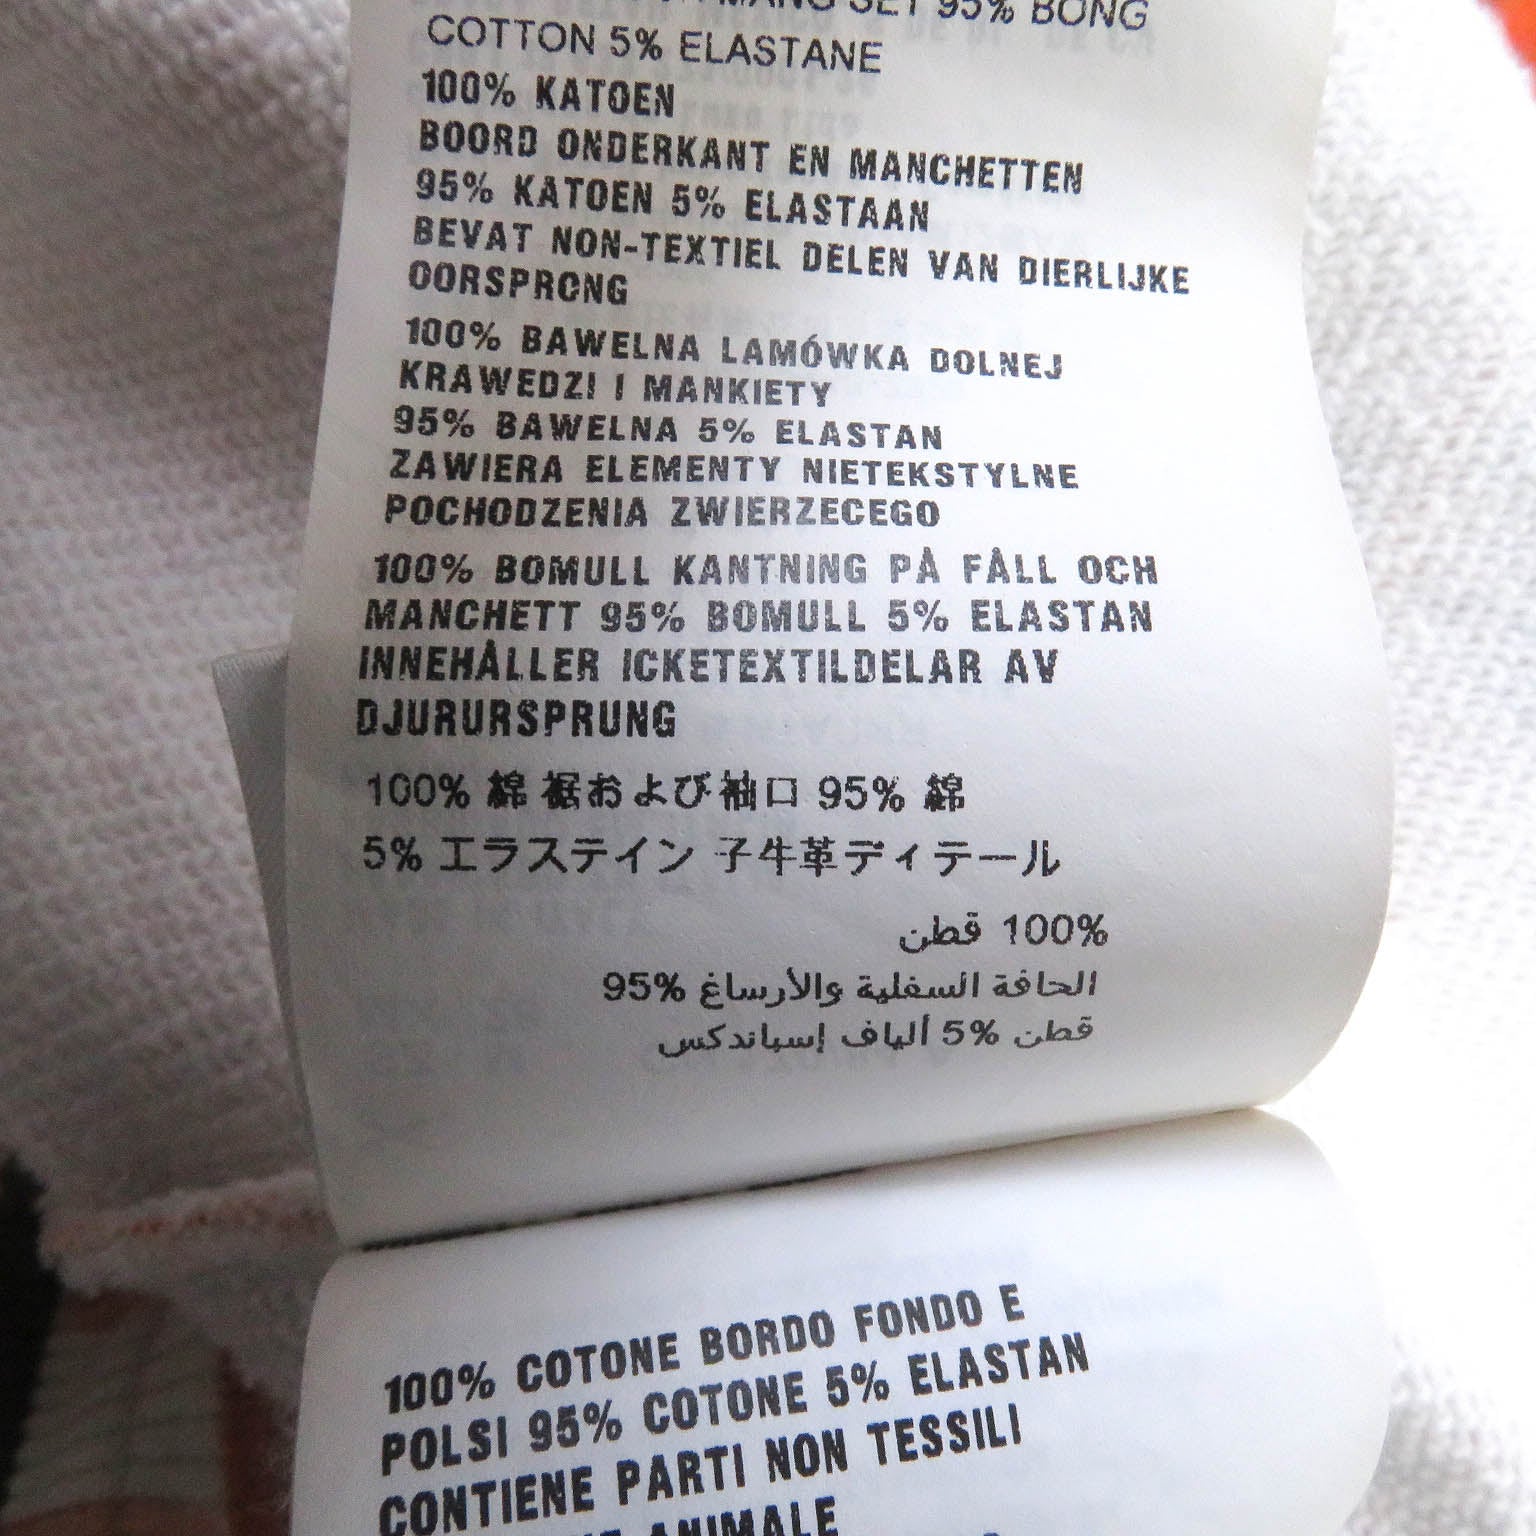 SET 95% BONG
COTTON 5% ELASTANE
100% KATOEN
BOORD ONDERKANT EN MANCHETTEN
95% KATOEN 5% ELASTAAN
BEVAT NON-TEXTIEL DELEN VAN DIERLIJKE
OORSPRONG
100% BAWELNA LAMÓWKA DOLNEJ
KRAWEDZI I MANKIETY
95% BAWELNA 5% ELASTAN
ZAWIERA ELEMENTY NIETEKSTYLNE
POCHODZENIA ZWIERZECEGO
100% BOMULL KANTNING PÅ FÅLL OCH
MANCHETT 95% BOMULL 5% ELASTAN
INNEHÅLLER ICKETEXTILDELAR AV
DJURURSPRUNG
100% 綿 裾および袖口 95% 綿
5% エラステイン 子牛革ディテール
100% قطن
الحافة السفلية والأرساغ 95%
قطن 5% ألياف إسباندكس
100% COTONE BORDO FONDO E
POLSI 95% COTONE 5% ELASTAN
CONTIENE PARTI NON TESSILI
ANIMALE